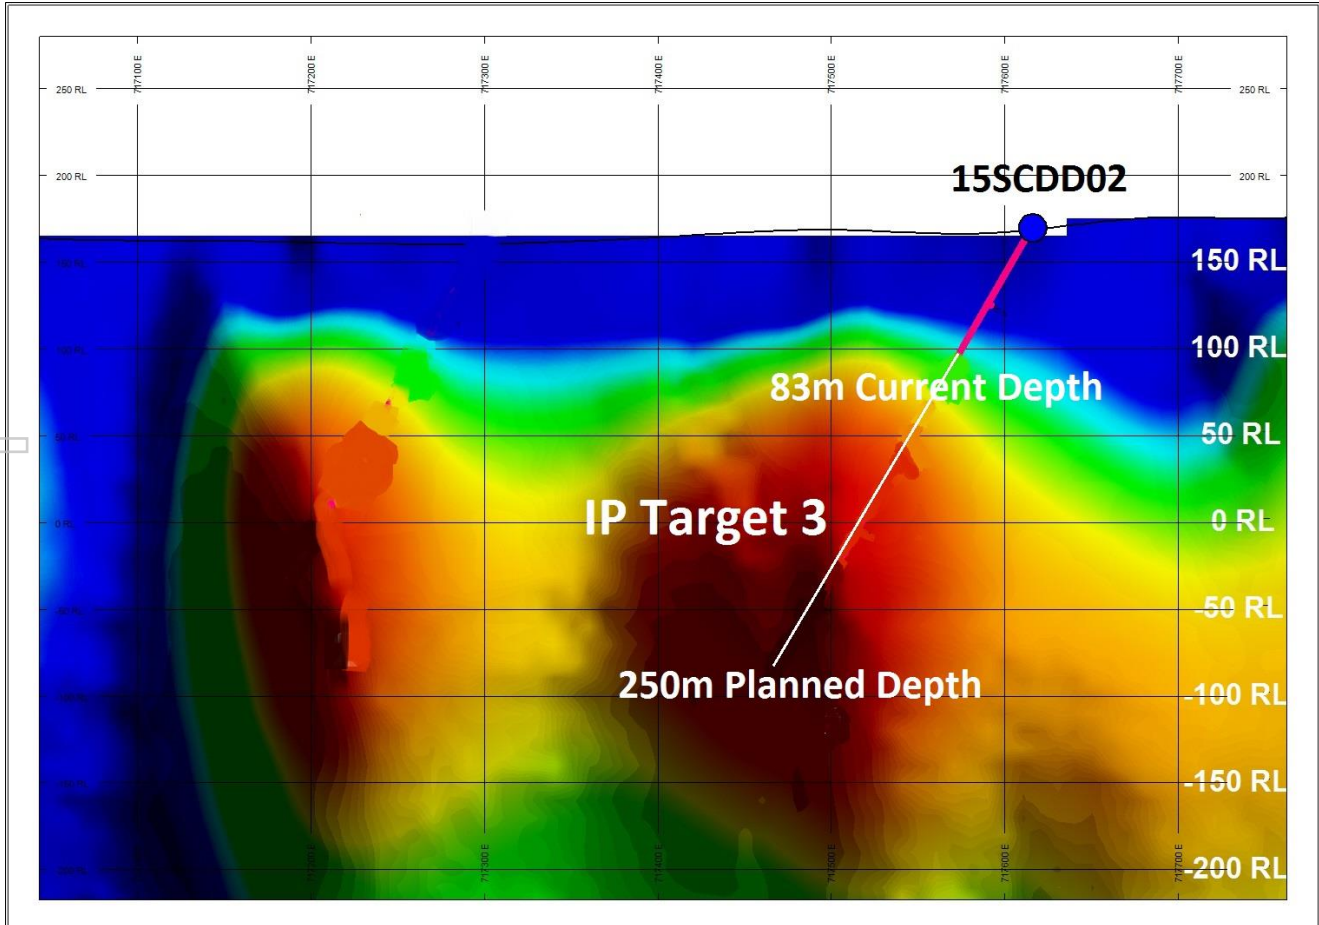 717100 E
717200 E
717300 E
717400 E
717500 E
717600 E
717700 E
250 RL
250 RL
200 RL
200 RL
15SCDD02
150 RL
100 RL
83m Current Depth
50 RL
IP Target 3
0 RL
0 RL
-50 RL
250m Planned Depth
-100 RL
-150 RL
-200 RL
717200 E
717300 E
717400 E
717500 E
717600 E
717700 E